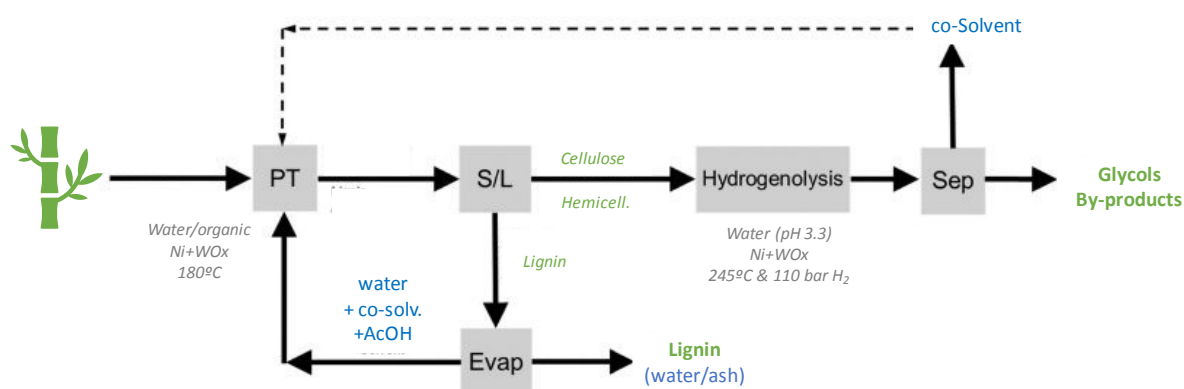 co-Solvent
PT
S/L
Cellulose
Hemicell.
Hydrogenolysis
Sep
Glycols
By-products
Water/organic
Ni+WOx
180ºC
Lignin
Water (pH 3.3)
Ni+WOx
245ºC & 110 bar H₂
water
+ co-solv.
+AcOH
Evap
Lignin
(water/ash)